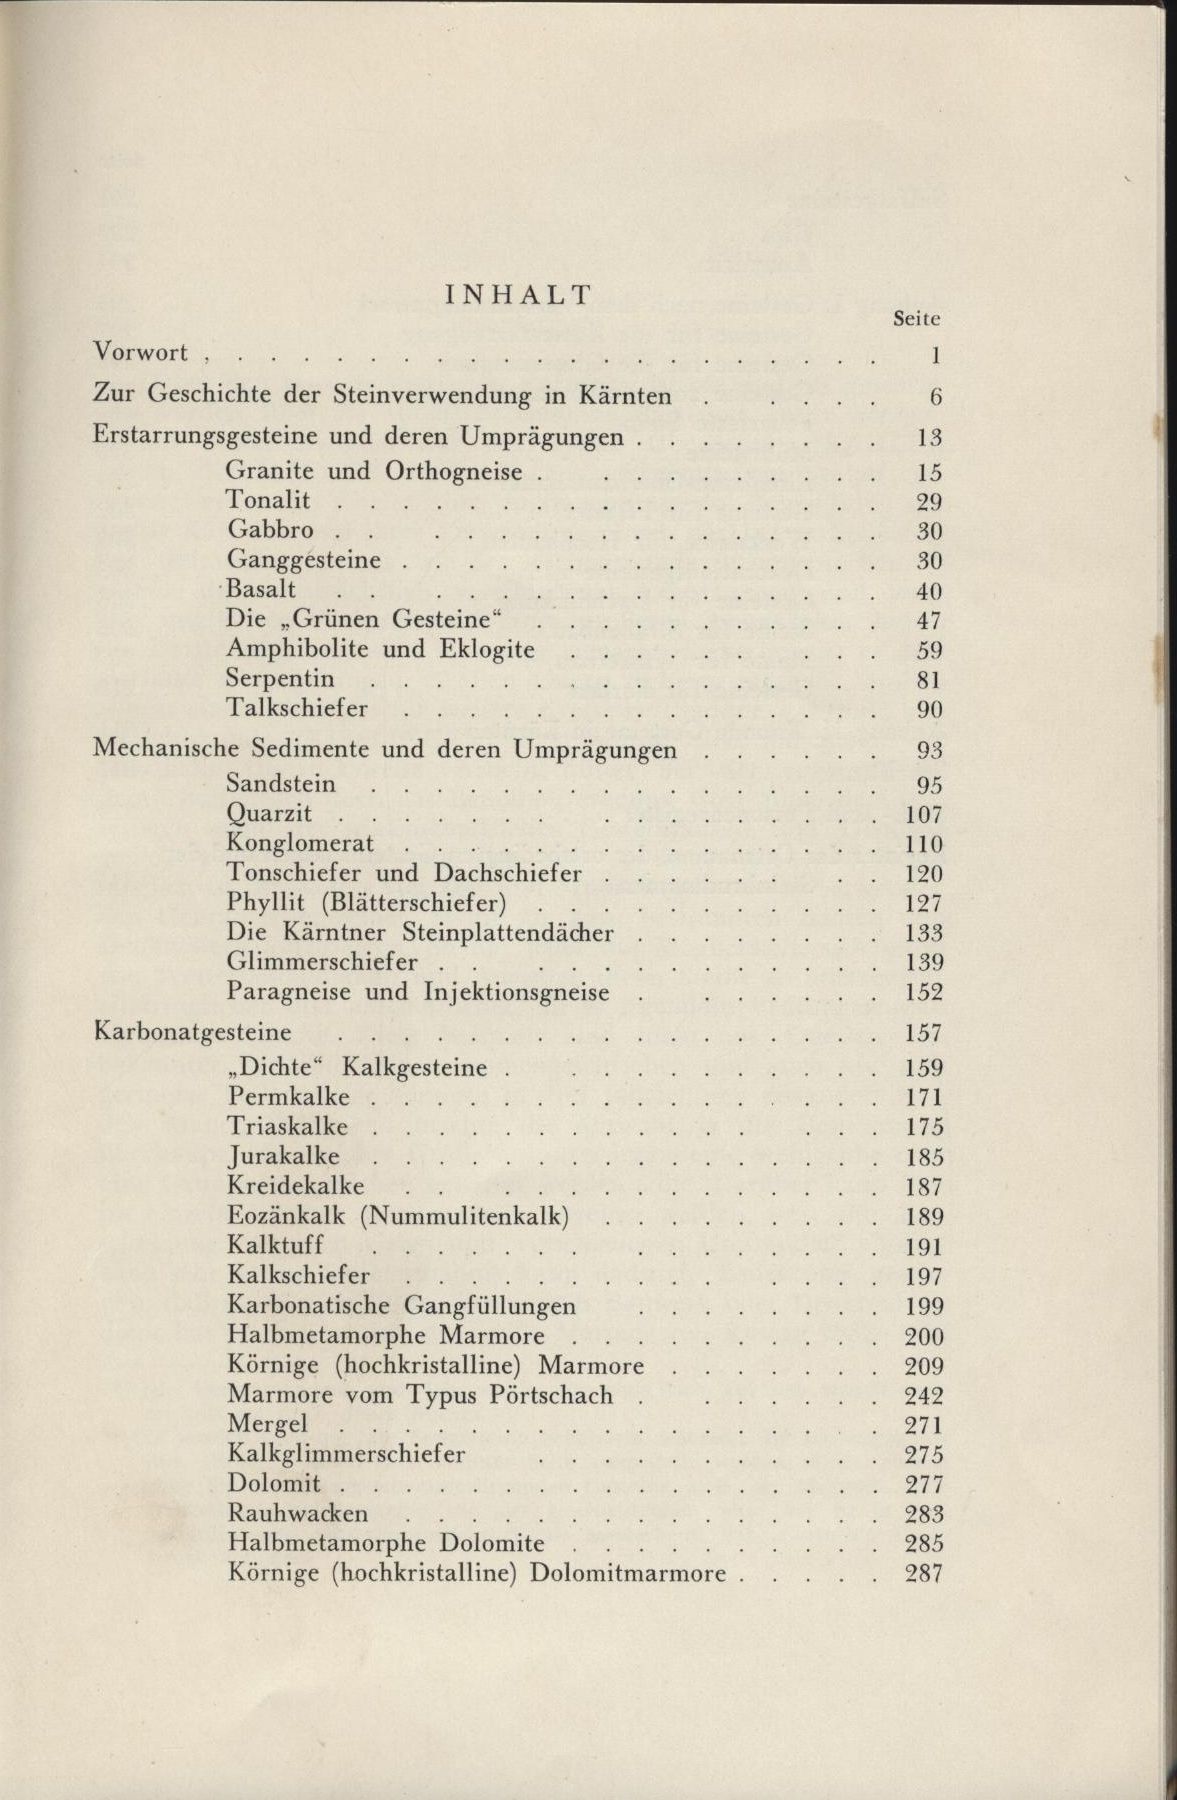 INHALT
Seite
Vorwort . . . . . . . . . . . . . . . . . . . . . 1
Zur Geschichte der Steinverwendung in Kärnten . . . . . 6
Erstarrungsgesteine und deren Umprägungen . . . . . . . . 13
Granite und Orthogneise . . . . . . . . . . 15
Tonalit . . . . . . . . . . . . . . . . . 29
Gabbro . . . . . . . . . . . . . . . . 30
Ganggesteine . . . . . . . . . . . . . . . 30
Basalt . . . . . . . . . . . . . . . . 40
Die „Grünen Gesteine“ . . . . . . . . . . . 47
Amphibolite und Eklogite . . . . . . . . . 59
Serpentin . . . . . . . . . . . . . . . . 81
Talkschiefer . . . . . . . . . . . . . . . 90
Mechanische Sedimente und deren Umprägungen . . . . . . 93
Sandstein . . . . . . . . . . . . . . . . 95
Quarzit . . . . . . . . . . . . . . . . 107
Konglomerat . . . . . . . . . . . . . . . 110
Tonschiefer und Dachschiefer . . . . . . . . 120
Phyllit (Blätterschiefer) . . . . . . . . . . . 127
Die Kärntner Steinplattendächer . . . . . . . . 133
Glimmerschiefer . . . . . . . . . . . . . 139
Paragneise und Injektionsgneise . . . . . . . 152
Karbonatgesteine . . . . . . . . . . . . . . . . . 157
„Dichte“ Kalkgesteine . . . . . . . . . . . 159
Permkalke . . . . . . . . . . . . . . . . 171
Triaskalke . . . . . . . . . . . . . . . 175
Jurakalke . . . . . . . . . . . . . . . . 185
Kreidekalke . . . . . . . . . . . . . . 187
Eozänkalk (Nummulitenkalk) . . . . . . . . . 189
Kalktuff . . . . . . . . . . . . . . . 191
Kalkschiefer . . . . . . . . . . . . . . 197
Karbonatische Gangfüllungen . . . . . . . . 199
Halbmetamorphe Marmore . . . . . . . . . . 200
Körnige (hochkristalline) Marmore . . . . . . . 209
Marmore vom Typus Pörtschach . . . . . . . 242
Mergel . . . . . . . . . . . . . . . . . 271
Kalkglimmerschiefer . . . . . . . . . . . 275
Dolomit . . . . . . . . . . . . . . . . . 277
Rauhwacken . . . . . . . . . . . . . . . 283
Halbmetamorphe Dolomite . . . . . . . . . . 285
Körnige (hochkristalline) Dolomitmarmore . . . . . 287